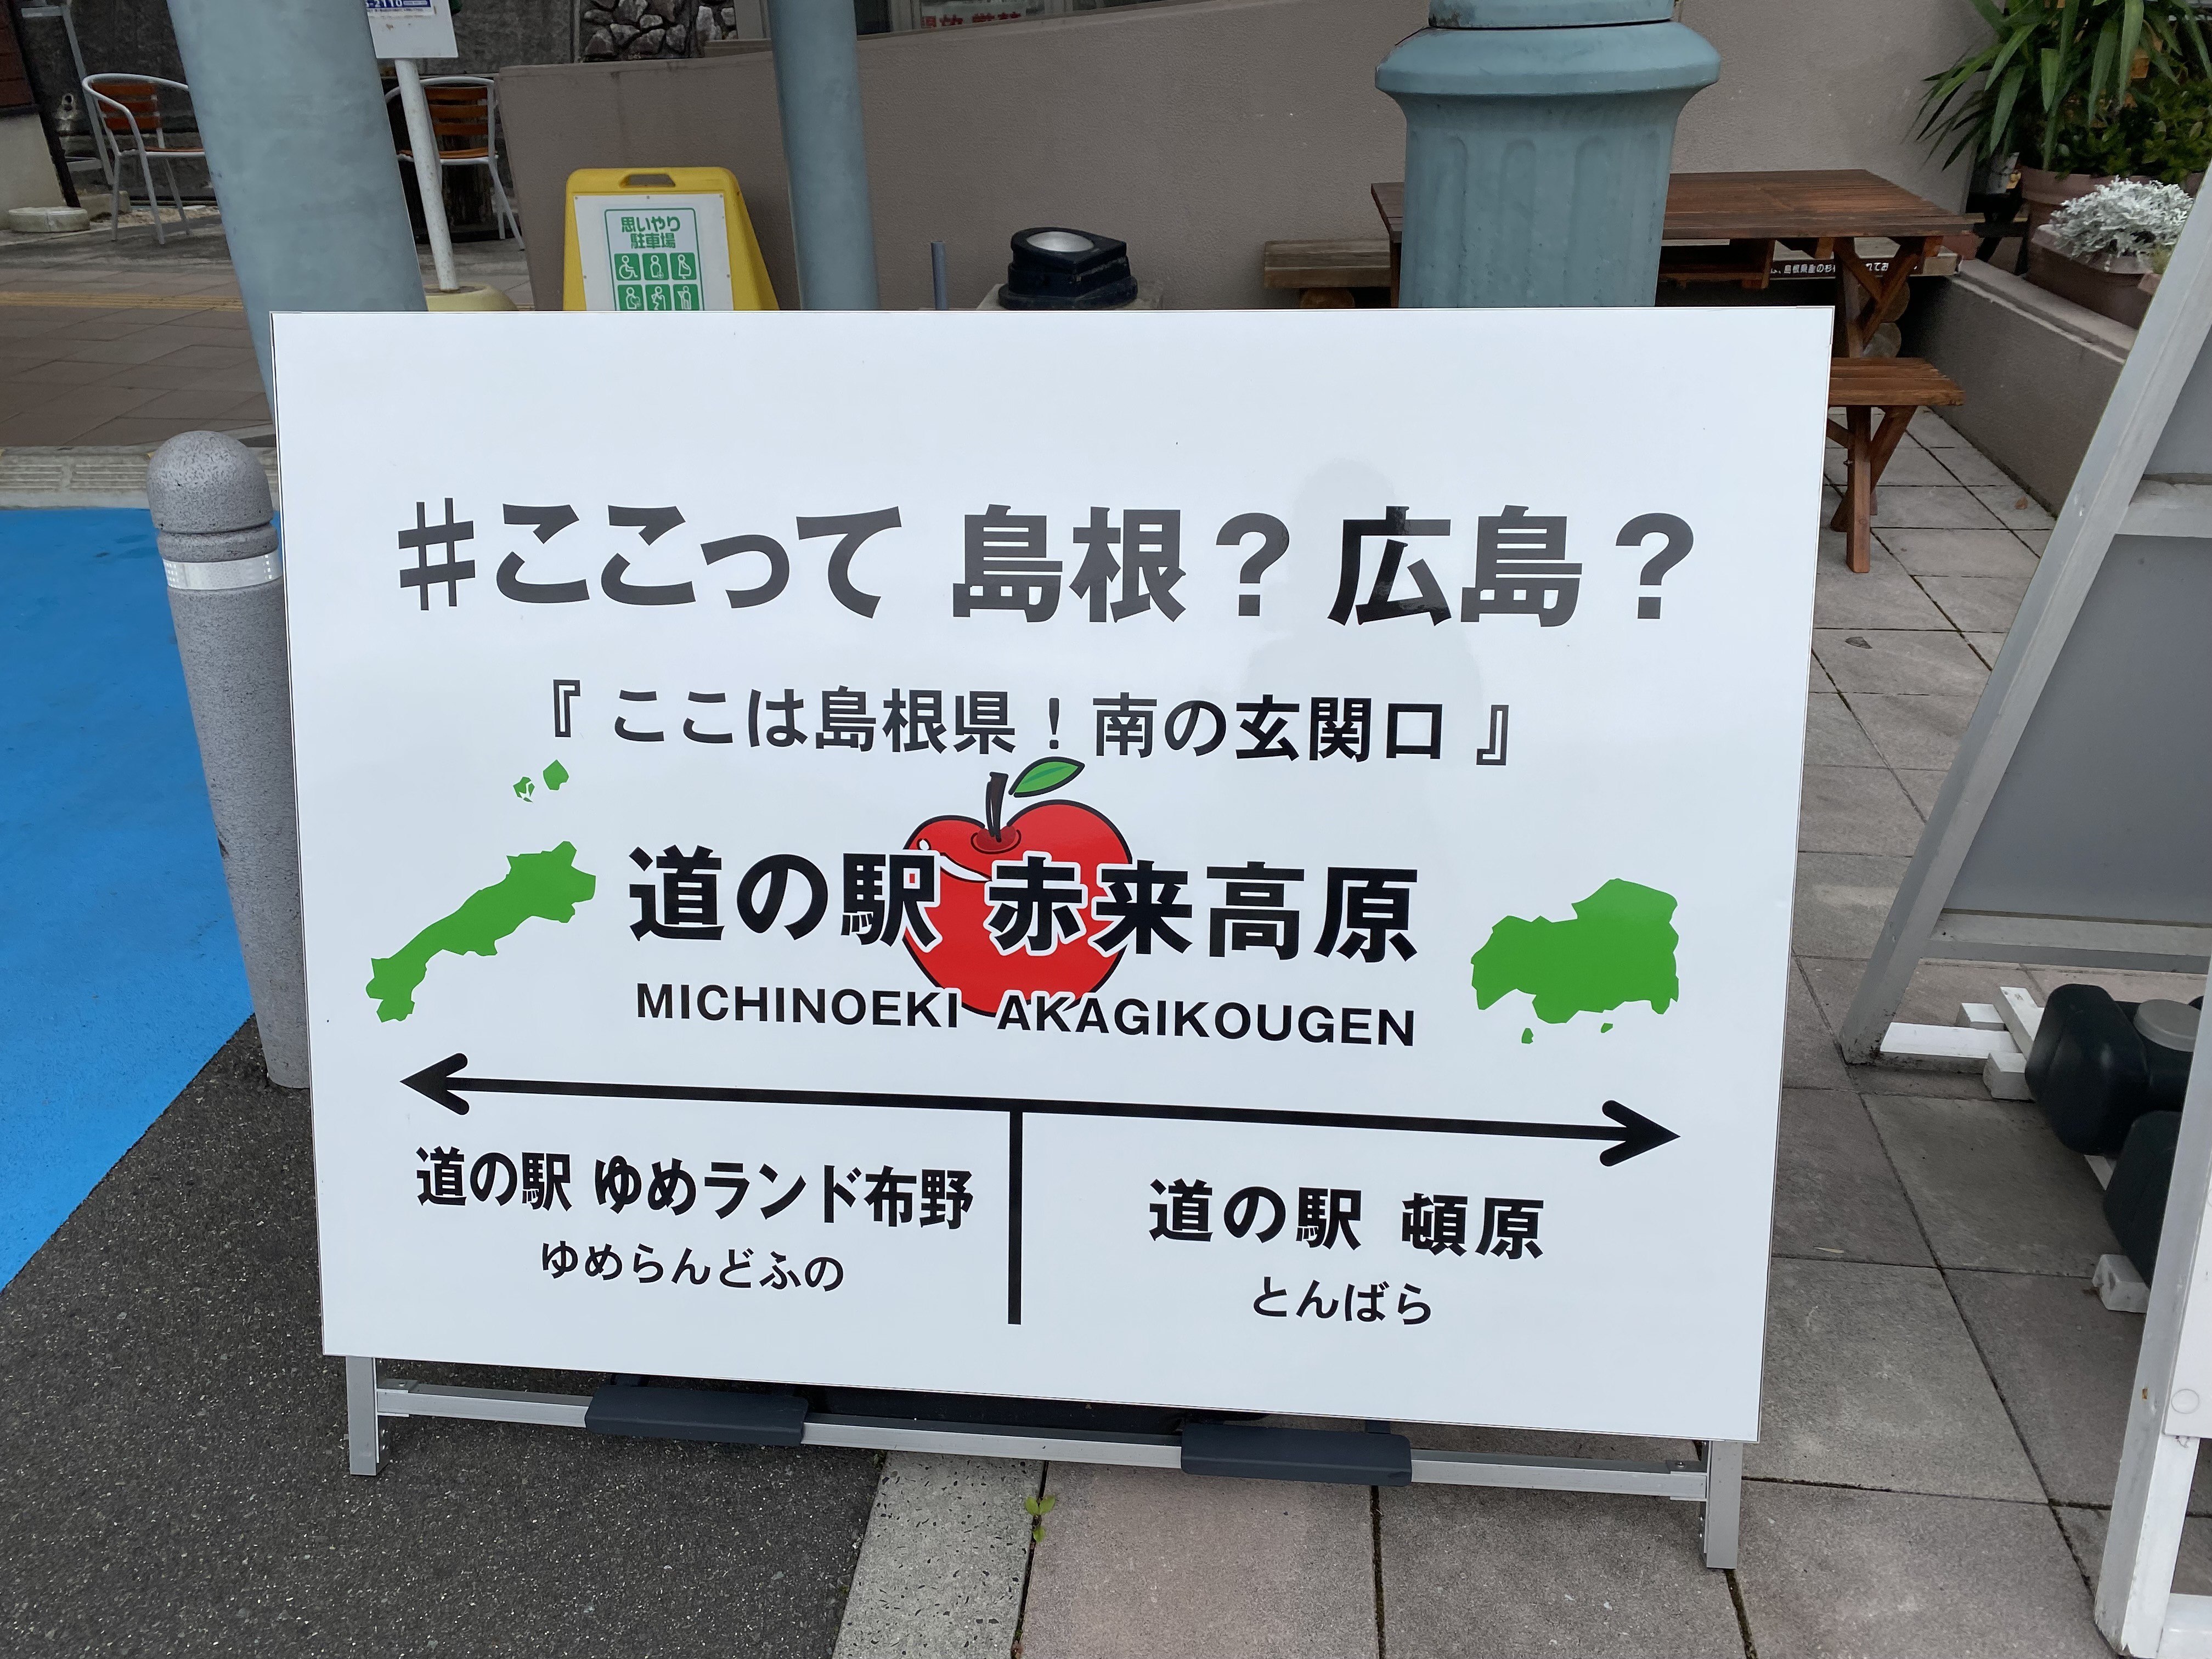 思いやり
駐車場
#ここって 島根？広島？
『 ここは島根県！南の玄関口 』
道の駅 赤来高原
MICHINOEKI AKAGIKOUGEN
道の駅 ゆめランド布野
ゆめらんどふの
道の駅 頓原
とんばら